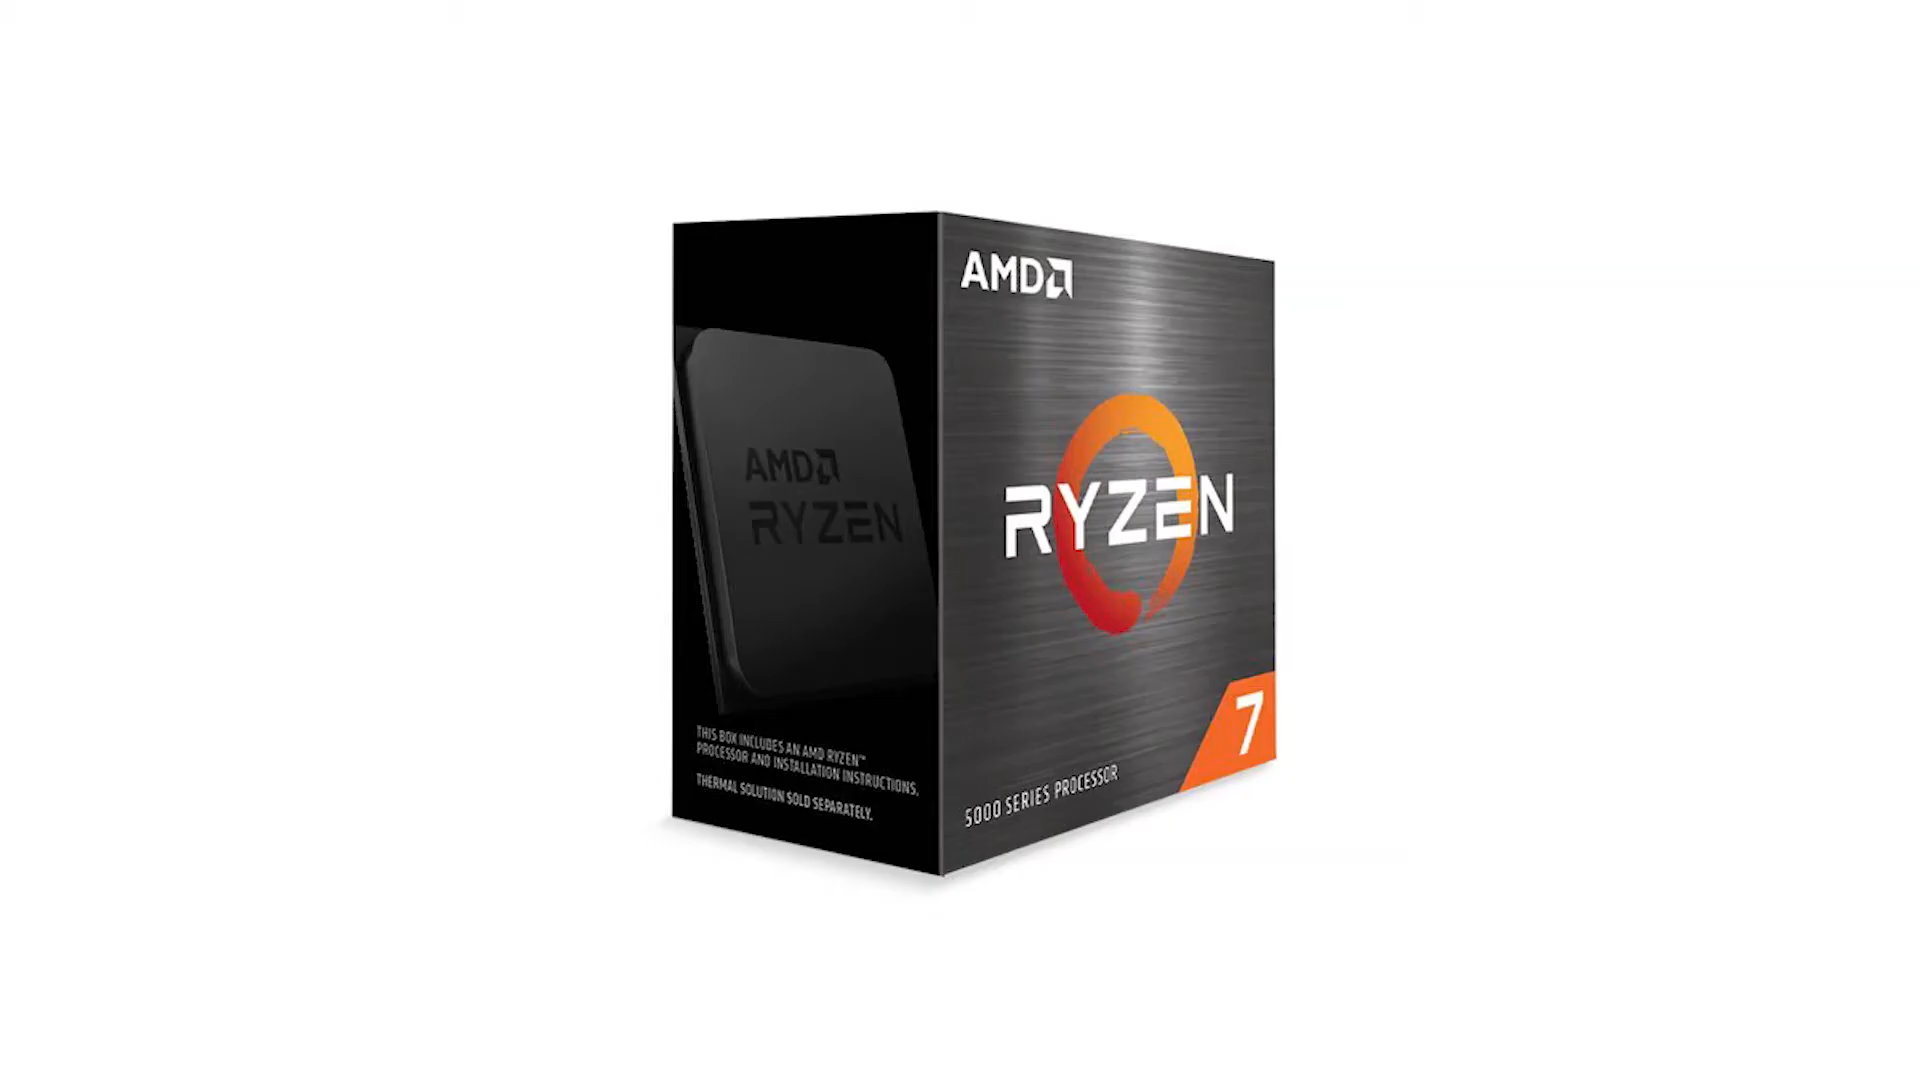 AMD
RYZEN
THIS BOX INCLUDES AN AMD RYZEN™
PROCESSOR AND INSTALLATION INSTRUCTIONS.
THERMAL SOLUTION SOLD SEPARATELY.
AMD
RYZEN
7
5000 SERIES PROCESSOR